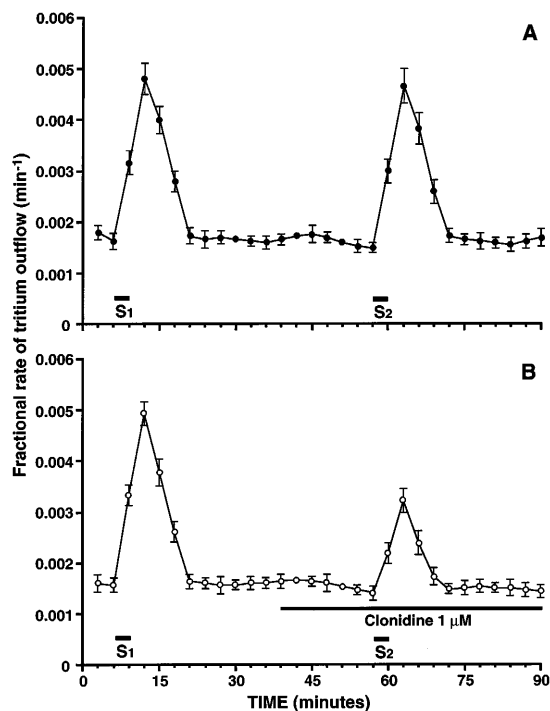 Fractional rate of tritium outflow (min-1)
0.006
A
0.005
0.004
0.003
0.002
0.001
S1
S2
0
0.006
B
0.005
0.004
0.003
0.002
0.001
Clonidine 1 µM
S1
S2
0
0 15 30 45 60 75 90
TIME (minutes)